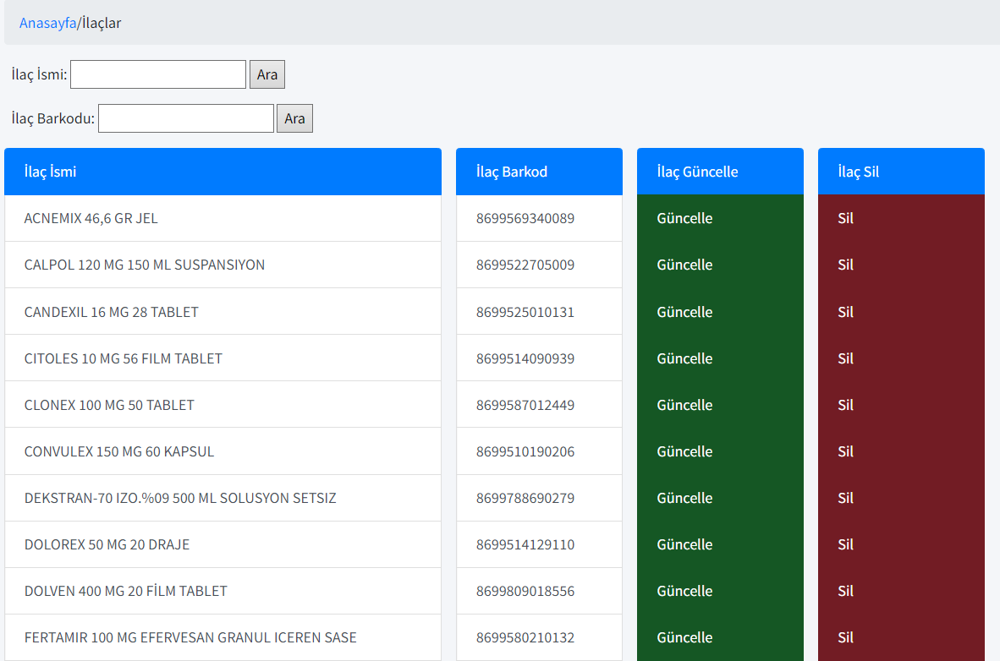 Anasayfa/İlaçlar
İlaç İsmi: Ara
İlaç Barkodu: Ara
İlaç İsmi İlaç Barkod İlaç Güncelle İlaç Sil
ACNEMIX 46,6 GR JEL 8699569340089 Güncelle Sil
CALPOL 120 MG 150 ML SUSPANSIYON 8699522705009 Güncelle Sil
CANDEXIL 16 MG 28 TABLET 8699525010131 Güncelle Sil
CITOLES 10 MG 56 FILM TABLET 8699514090939 Güncelle Sil
CLONEX 100 MG 50 TABLET 8699587012449 Güncelle Sil
CONVULEX 150 MG 60 KAPSUL 8699510190206 Güncelle Sil
DEKSTRAN-70 IZO.%09 500 ML SOLUSYON SETSIZ 8699788690279 Güncelle Sil
DOLOREX 50 MG 20 DRAJE 8699514129110 Güncelle Sil
DOLVEN 400 MG 20 FİLM TABLET 8699809018556 Güncelle Sil
FERTAMIR 100 MG EFERVESAN GRANUL ICEREN SASE 8699580210132 Güncelle Sil